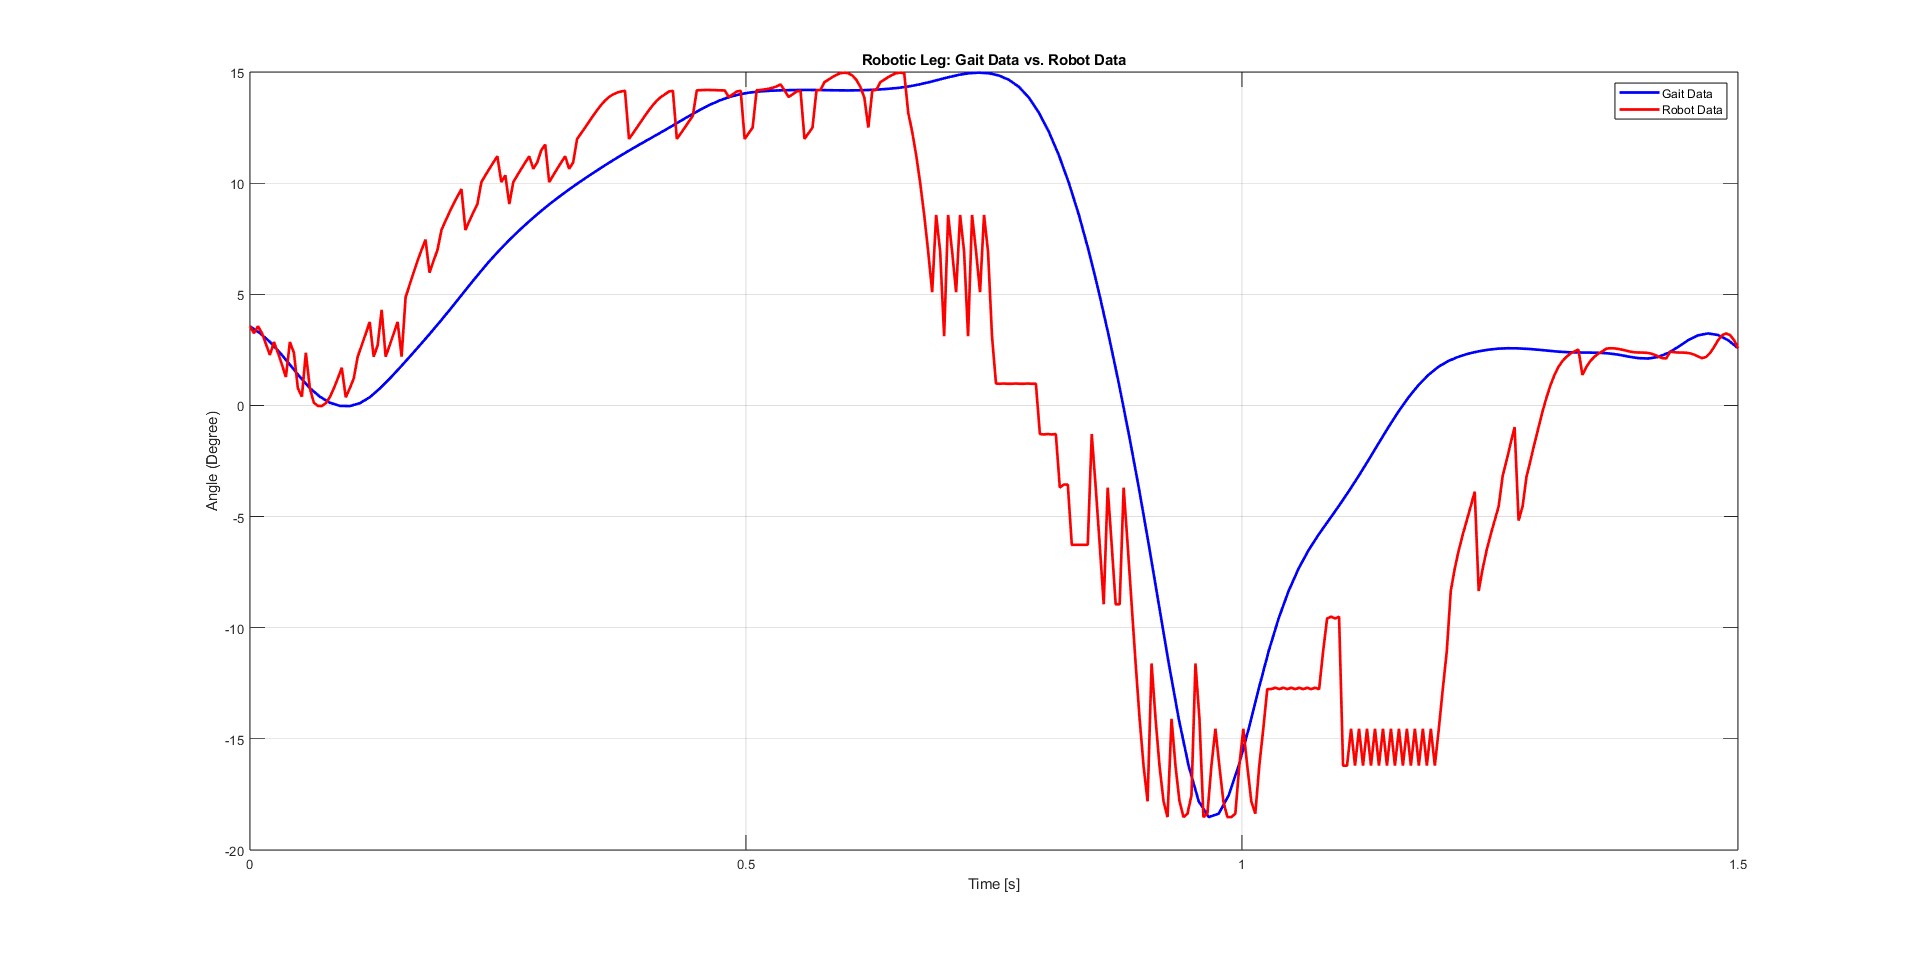 Robotic Leg: Gait Data vs. Robot Data
Gait Data
Robot Data
15
10
5
0
-5
-10
-15
-20
Angle (Degree)
0
0.5
1
1.5
Time [s]